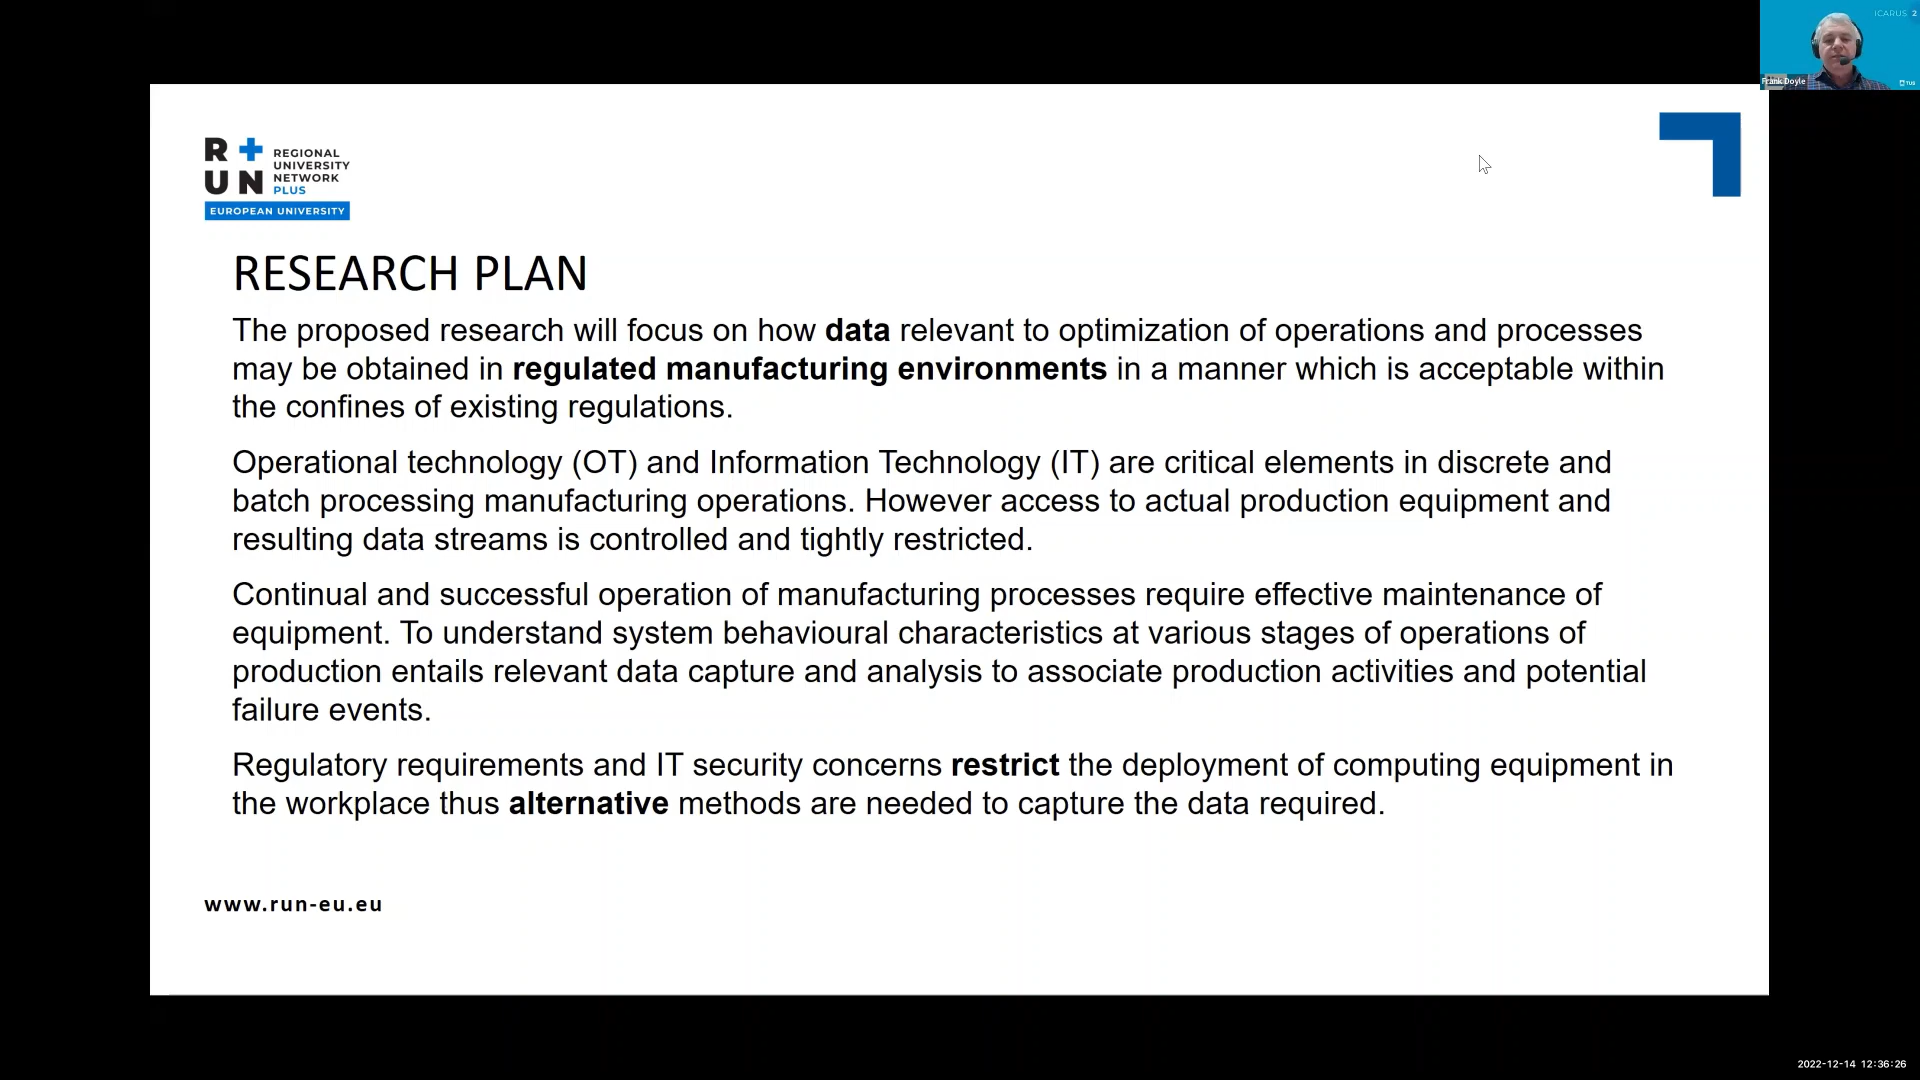 ICARUS 2
Frank Doyle
TUS
R+ REGIONAL
UNIVERSITY
UN NETWORK
PLUS
EUROPEAN UNIVERSITY
RESEARCH PLAN
The proposed research will focus on how data relevant to optimization of operations and processes
may be obtained in regulated manufacturing environments in a manner which is acceptable within
the confines of existing regulations.
Operational technology (OT) and Information Technology (IT) are critical elements in discrete and
batch processing manufacturing operations. However access to actual production equipment and
resulting data streams is controlled and tightly restricted.
Continual and successful operation of manufacturing processes require effective maintenance of
equipment. To understand system behavioural characteristics at various stages of operations of
production entails relevant data capture and analysis to associate production activities and potential
failure events.
Regulatory requirements and IT security concerns restrict the deployment of computing equipment in
the workplace thus alternative methods are needed to capture the data required.
www.run-eu.eu
2022-12-14 12:36:26